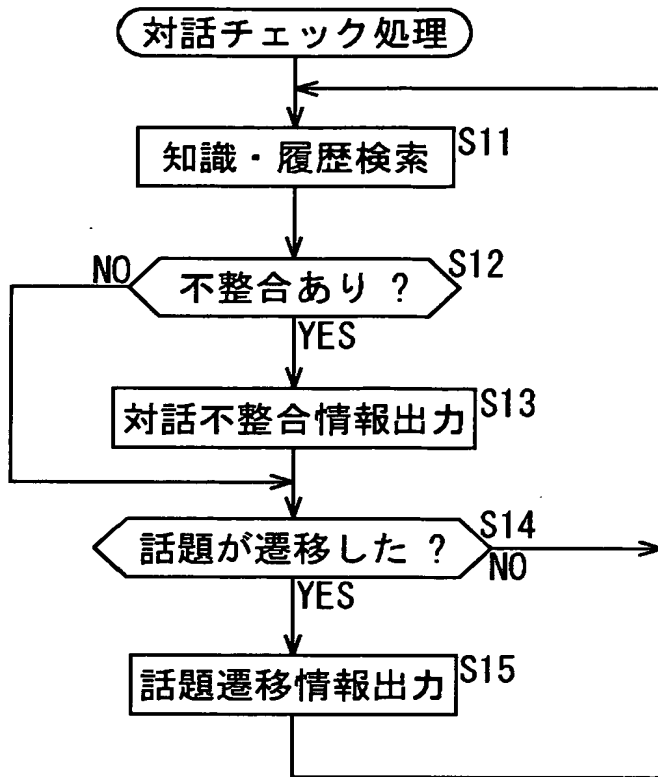 対話チェック処理
知識・履歴検索
S11
不整合あり？
S12
NO
YES
対話不整合情報出力
S13
話題が遷移した？
S14
NO
YES
話題遷移情報出力
S15